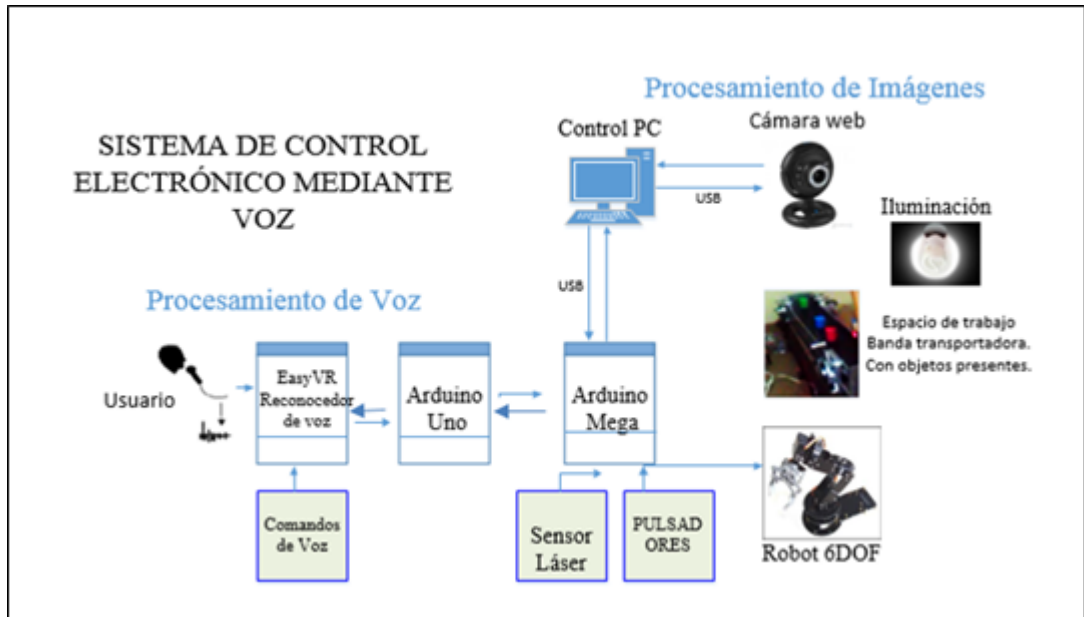 Procesamiento de Imágenes
Control PC
Cámara web
SISTEMA DE CONTROL
ELECTRÓNICO MEDIANTE
VOZ
USB
Iluminación
USB
Procesamiento de Voz
Espacio de trabajo
Banda transportadora.
Con objetos presentes.
Usuario
EasyVR
Reconocedor
de voz
Arduino
Uno
Arduino
Mega
Comandos
de Voz
Sensor
Láser
PULSAD
ORES
Robot 6DOF